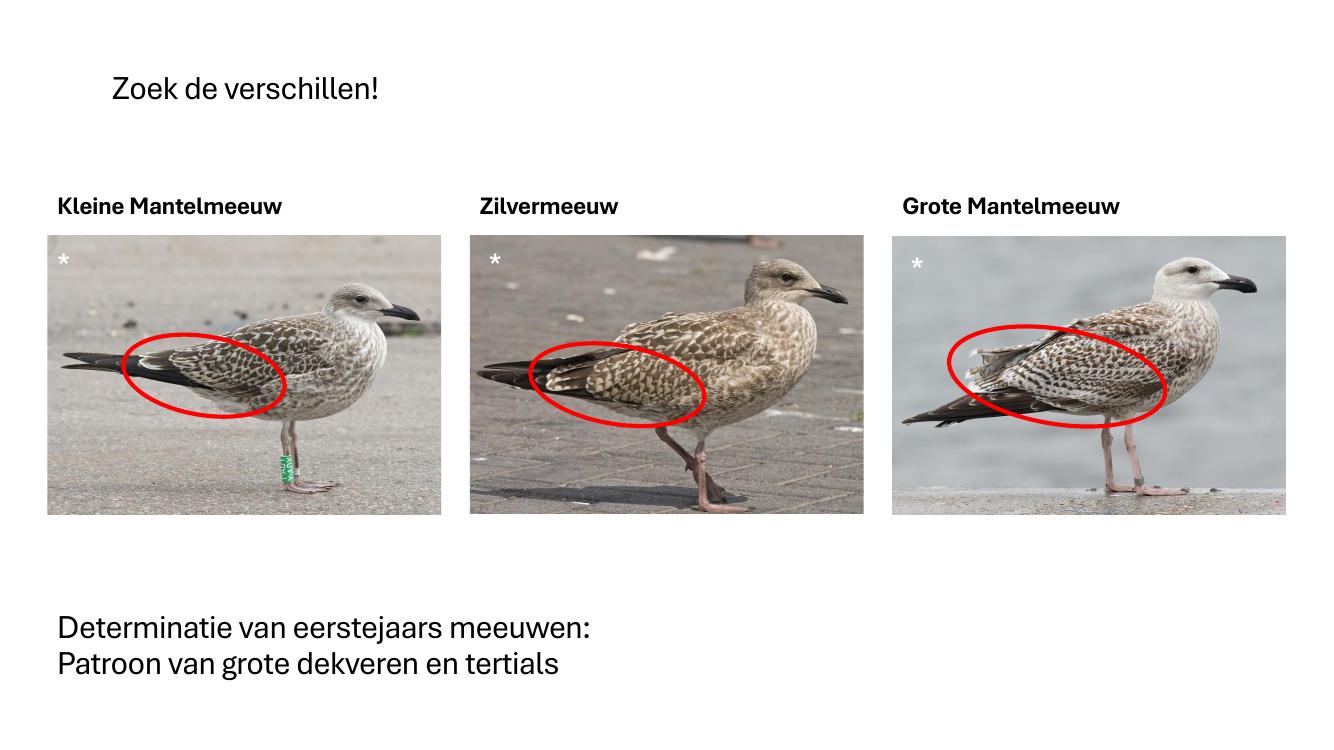 Zoek de verschillen!
Kleine Mantelmeeuw
Zilvermeeuw
Grote Mantelmeeuw
*
*
*
Determinatie van eerstejaars meeuwen:
Patroon van grote dekveren en tertials